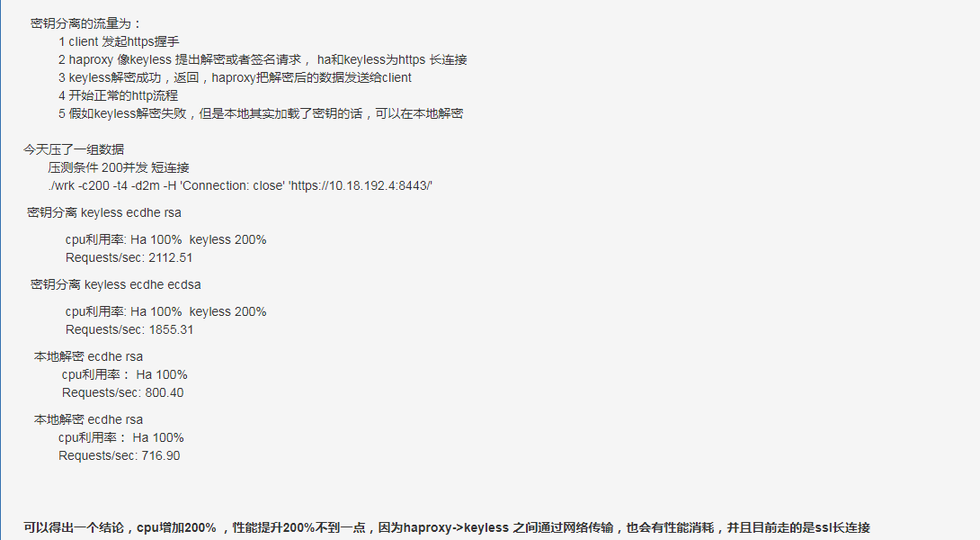 密钥分离的流量为：
1 client 发起https握手
2 haproxy 像keyless 提出解密或者签名请求， ha和keyless为https 长连接
3 keyless解密成功，返回，haproxy把解密后的数据发送给client
4 开始正常的http流程
5 假如keyless解密失败，但是本地其实加载了密钥的话，可以在本地解密
今天压了一组数据
压测条件 200并发 短连接
./wrk -c200 -t4 -d2m -H 'Connection: close' 'https://10.18.192.4:8443/'
密钥分离 keyless ecdhe rsa
cpu利用率: Ha 100% keyless 200%
Requests/sec: 2112.51
密钥分离 keyless ecdhe ecdsa
cpu利用率: Ha 100% keyless 200%
Requests/sec: 1855.31
本地解密 ecdhe rsa
cpu利用率： Ha 100%
Requests/sec: 800.40
本地解密 ecdhe rsa
cpu利用率： Ha 100%
Requests/sec: 716.90
可以得出一个结论，cpu增加200% ，性能提升200%不到一点，因为haproxy->keyless 之间通过网络传输，也会有性能消耗，并且目前走的是ssl长连接